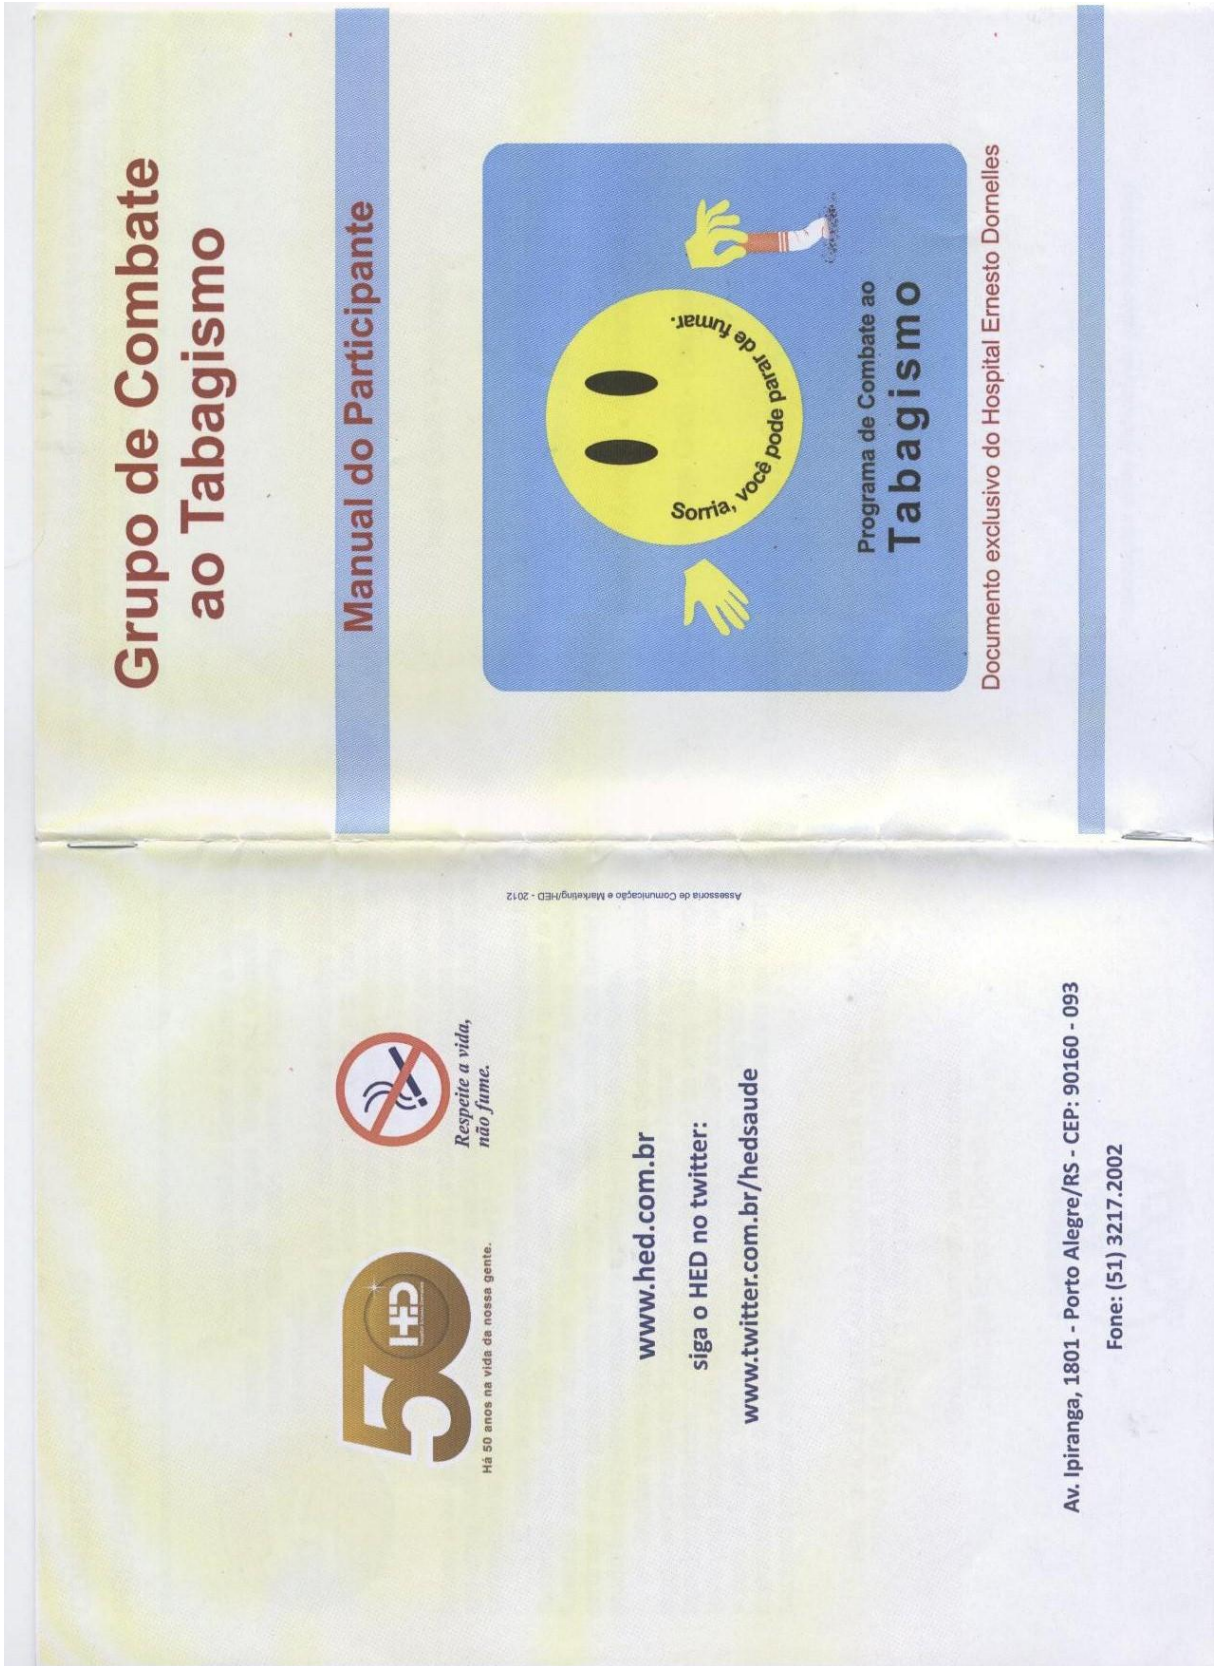 Grupo de Combate
ao Tabagismo
Manual do Participante
Sorria, você pode parar de fumar.
Programa de Combate ao
Tabagismo
Documento exclusivo do Hospital Ernesto Dornelles
Assessoria de Comunicação e Marketing/HED - 2012
50
HED
Há 50 anos na vida da nossa gente.
Respeite a vida,
não fume.
www.hed.com.br
siga o HED no twitter:
www.twitter.com.br/hedsaude
Av. Ipiranga, 1801 - Porto Alegre/RS - CEP: 90160 - 093
Fone: (51) 3217.2002